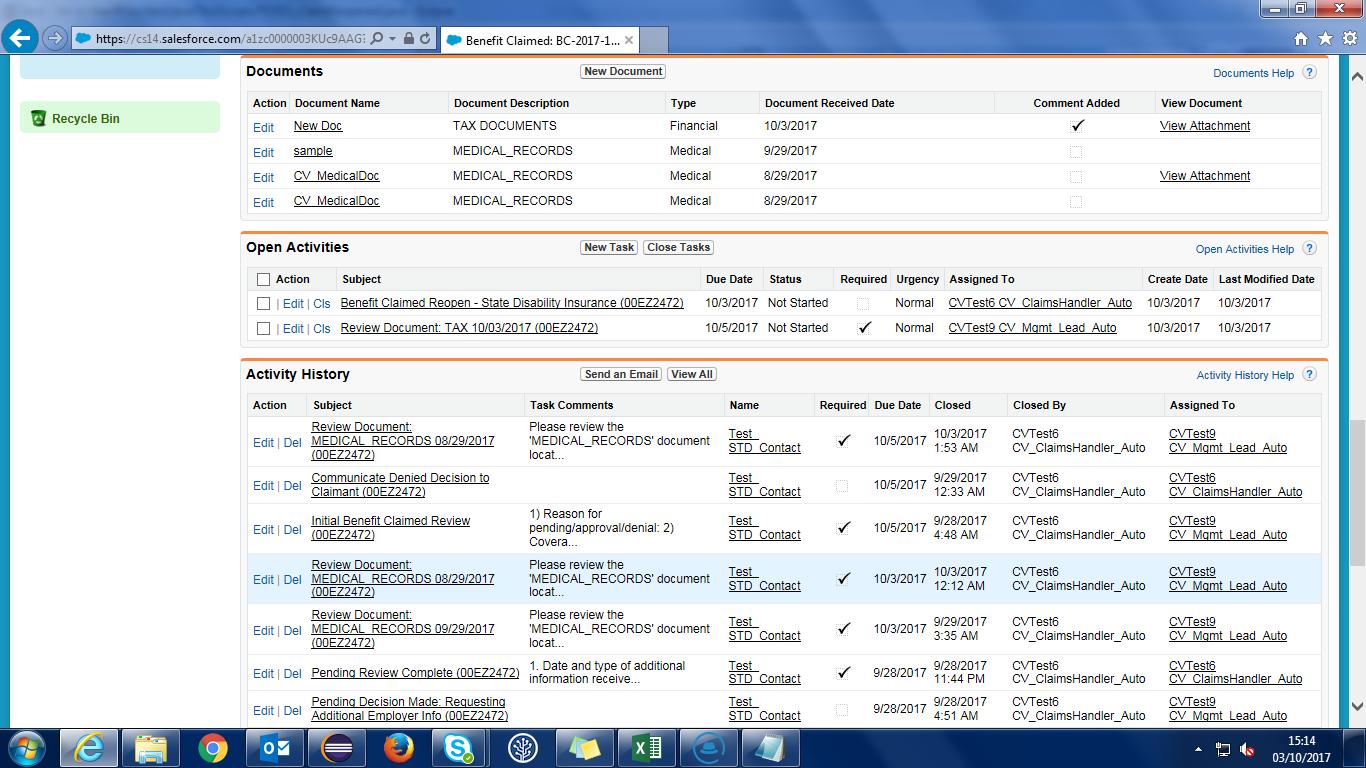 https://cs14.salesforce.com/a1zc0000003KUc9AAG
Benefit Claimed: BC-2017-1...
Recycle Bin
Documents New Document Documents Help ?
Action Document Name Document Description Type Document Received Date Comment Added View Document
Edit New Doc TAX DOCUMENTS Financial 10/3/2017 View Attachment
Edit sample MEDICAL_RECORDS Medical 9/29/2017
Edit CV_MedicalDoc MEDICAL_RECORDS Medical 8/29/2017 View Attachment
Edit CV_MedicalDoc MEDICAL_RECORDS Medical 8/29/2017
Open Activities New Task Close Tasks Open Activities Help ?
Action Subject Due Date Status Required Urgency Assigned To Create Date Last Modified Date
| Edit | Cls Benefit Claimed Reopen - State Disability Insurance (00EZ2472) 10/3/2017 Not Started Normal CVTest6 CV_ClaimsHandler_Auto 10/3/2017 10/3/2017
| Edit | Cls Review Document: TAX 10/03/2017 (00EZ2472) 10/5/2017 Not Started Normal CVTest9 CV_Mgmt_Lead_Auto 10/3/2017 10/3/2017
Activity History Send an Email View All Activity History Help ?
Action Subject Task Comments Name Required Due Date Closed Closed By Assigned To
Review Document: Please review the
Edit | Del MEDICAL_RECORDS 08/29/2017 'MEDICAL_RECORDS' document Test_ 10/5/2017 10/3/2017 CVTest6 CVTest9
(00EZ2472) locat... STD_Contact 1:53 AM CV_ClaimsHandler_Auto CV_Mgmt_Lead_Auto
Edit | Del Communicate Denied Decision to Test_ 10/5/2017 9/29/2017 CVTest6 CVTest6
Claimant (00EZ2472) STD_Contact 12:33 AM CV_ClaimsHandler_Auto CV_ClaimsHandler_Auto
1) Reason for
Edit | Del Initial Benefit Claimed Review pending/approval/denial: 2) Test_ 10/5/2017 9/28/2017 CVTest6 CVTest9
(00EZ2472) Covera... STD_Contact 4:48 AM CV_ClaimsHandler_Auto CV_Mgmt_Lead_Auto
Review Document: Please review the
Edit | Del MEDICAL_RECORDS 08/29/2017 'MEDICAL_RECORDS' document Test_ 10/3/2017 10/3/2017 CVTest6 CVTest9
(00EZ2472) locat... STD_Contact 12:12 AM CV_ClaimsHandler_Auto CV_Mgmt_Lead_Auto
Review Document: Please review the
Edit | Del MEDICAL_RECORDS 09/29/2017 'MEDICAL_RECORDS' document Test_ 10/3/2017 9/29/2017 CVTest6 CVTest9
(00EZ2472) locat... STD_Contact 3:35 AM CV_ClaimsHandler_Auto CV_Mgmt_Lead_Auto
Edit | Del Pending Review Complete (00EZ2472) 1. Date and type of additional Test_ 9/28/2017 9/28/2017 CVTest6 CVTest6
information receive... STD_Contact 11:44 PM CV_ClaimsHandler_Auto CV_ClaimsHandler_Auto
Edit | Del Pending Decision Made: Requesting Test_ 9/28/2017 9/28/2017 CVTest6 CVTest9
Additional Employer Info (00EZ2472) STD_Contact 4:51 AM CV_ClaimsHandler_Auto CV_Mgmt_Lead_Auto
15:14
03/10/2017